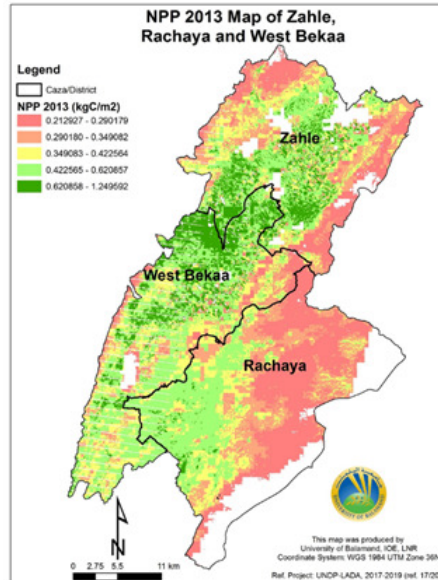 NPP 2013 Map of Zahle,
Rachaya and West Bekaa
Legend
Caza/District
NPP 2013 (kgC/m2)
0.212927 - 0.290179
0.290180 - 0.349082
0.349083 - 0.422564
0.422565 - 0.620857
0.620858 - 1.249592
Zahle
West Bekaa
Rachaya
N
0 2.75 5.5 11 km
This map was produced by
University of Balamand, IOE, LNR
Coordinate System: WGS 1984 UTM Zone 36N
Ref. Project: UNDP-LADA, 2017-2019 (ref. 17/20